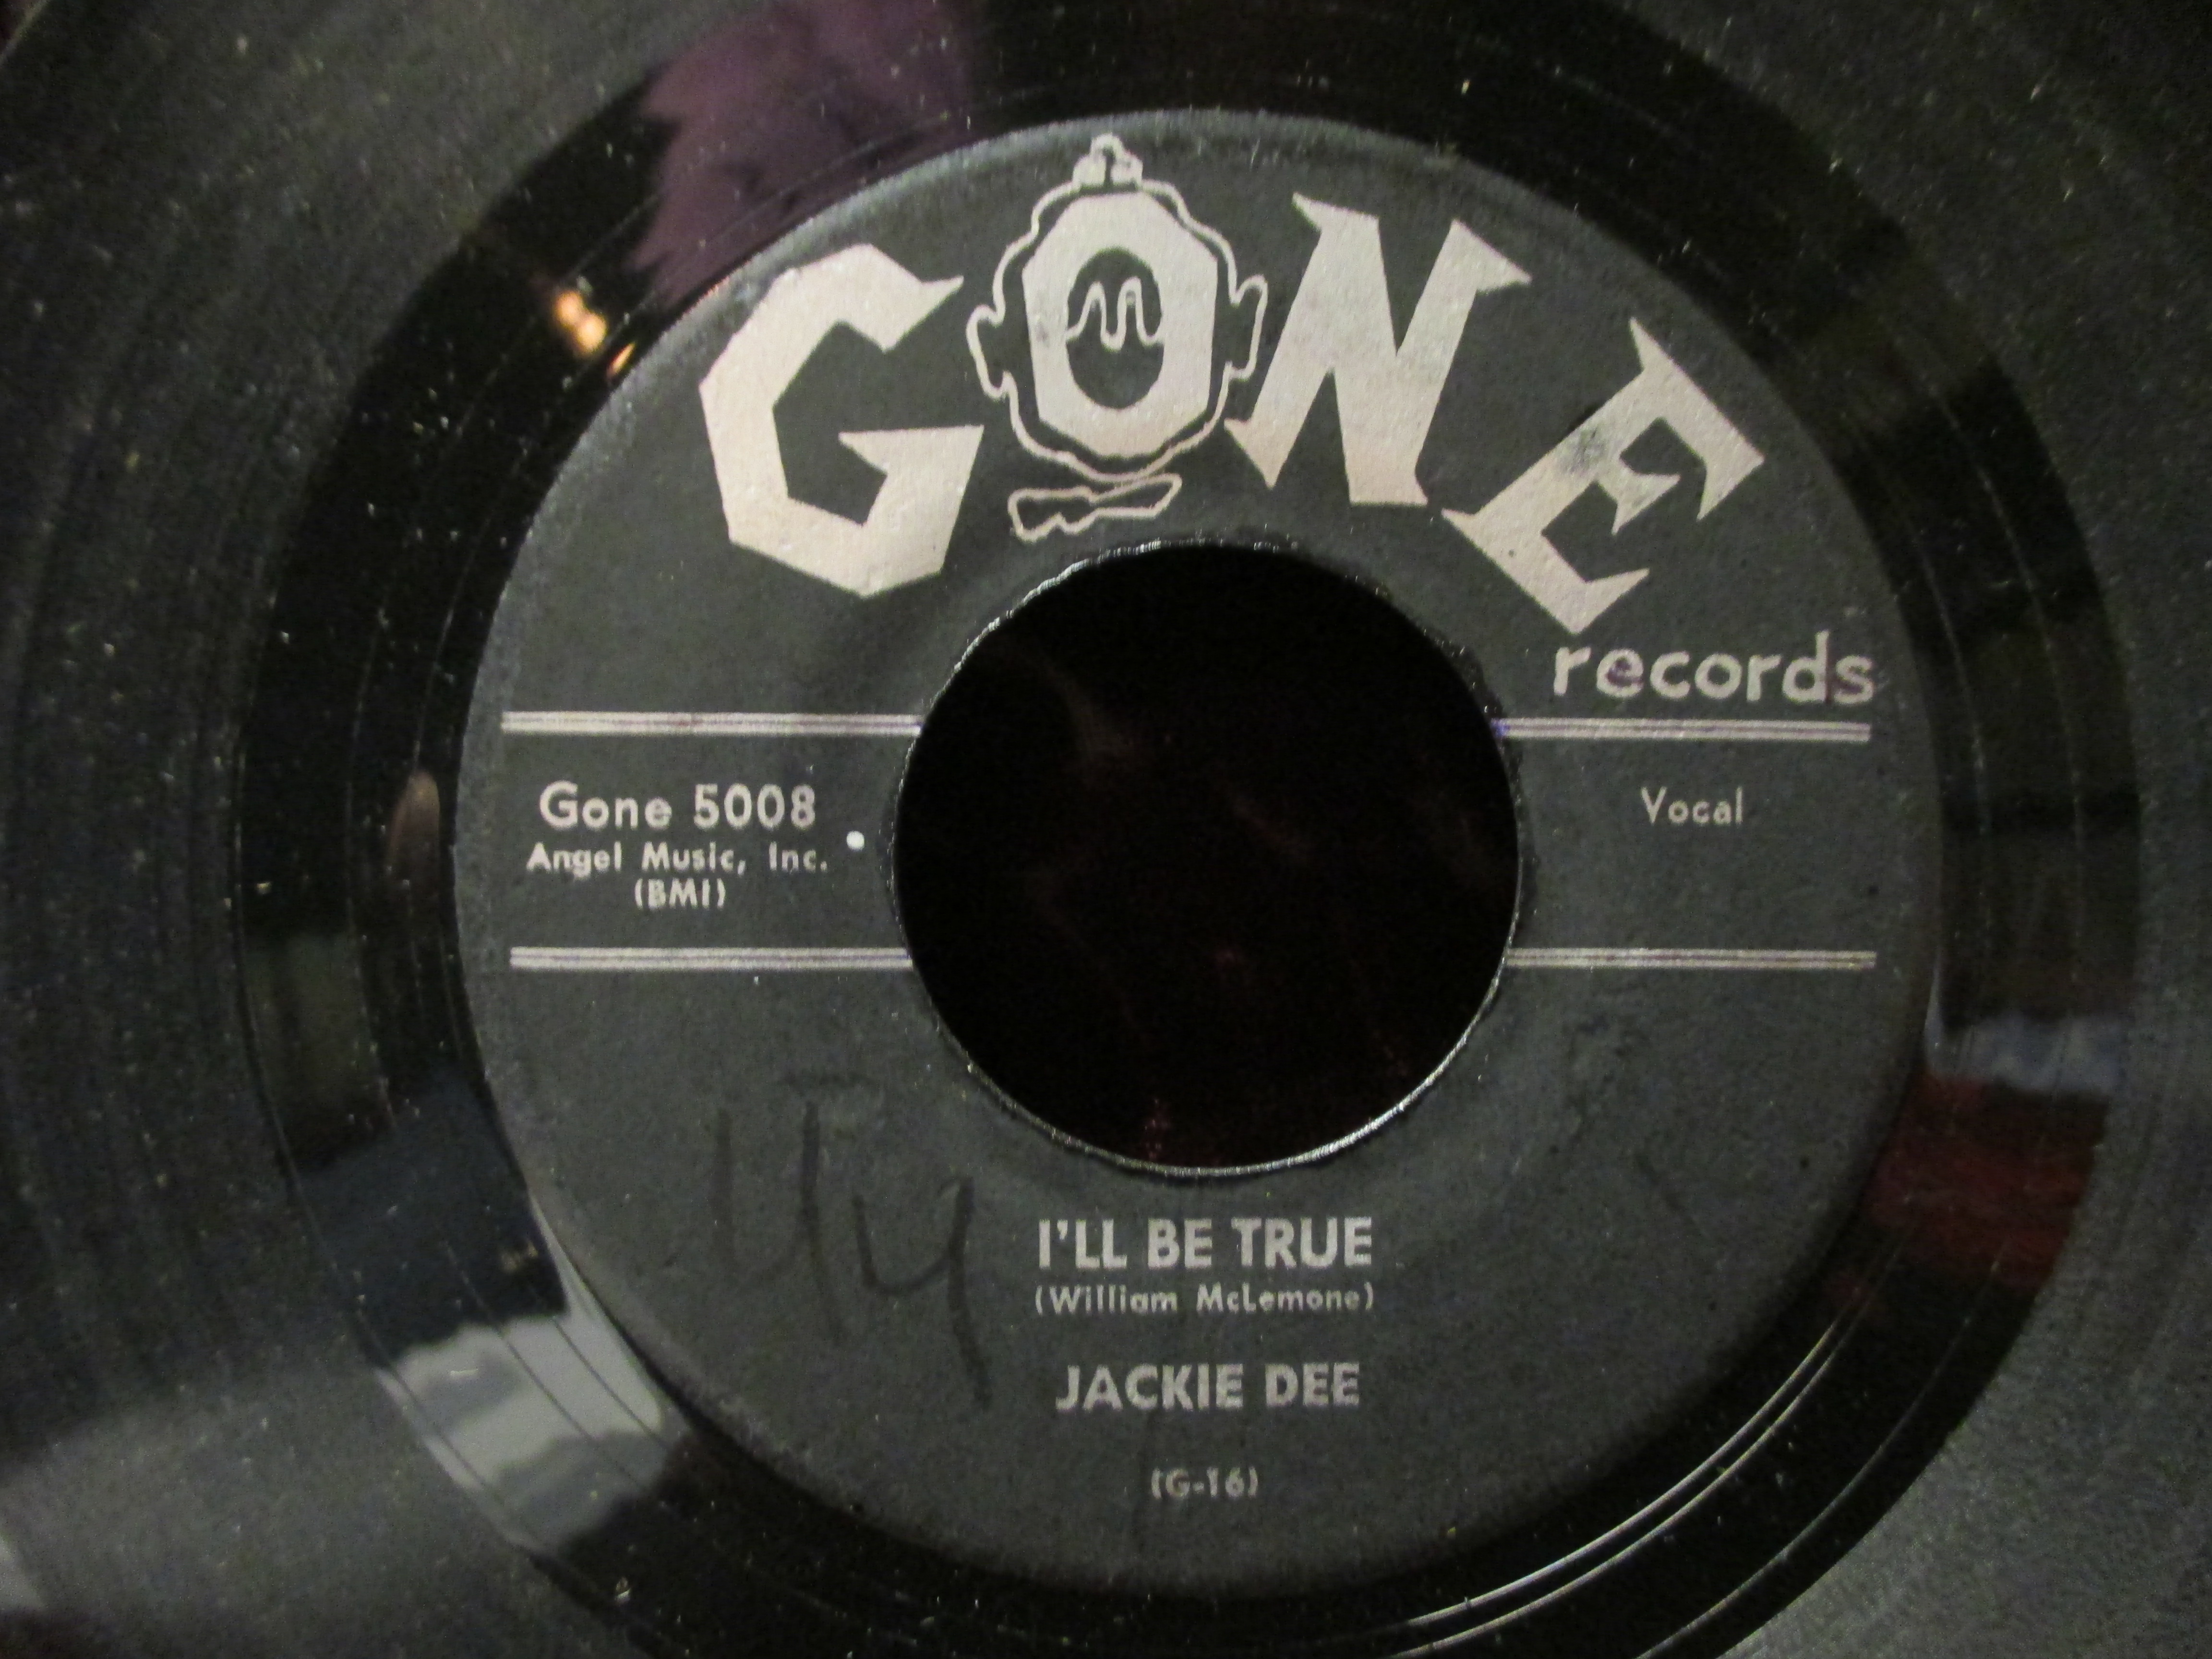 GONE
records
Gone 5008
Angel Music, Inc.
(BMI)
Vocal
I'LL BE TRUE
(William McLemone)
JACKIE DEE
(G-16)